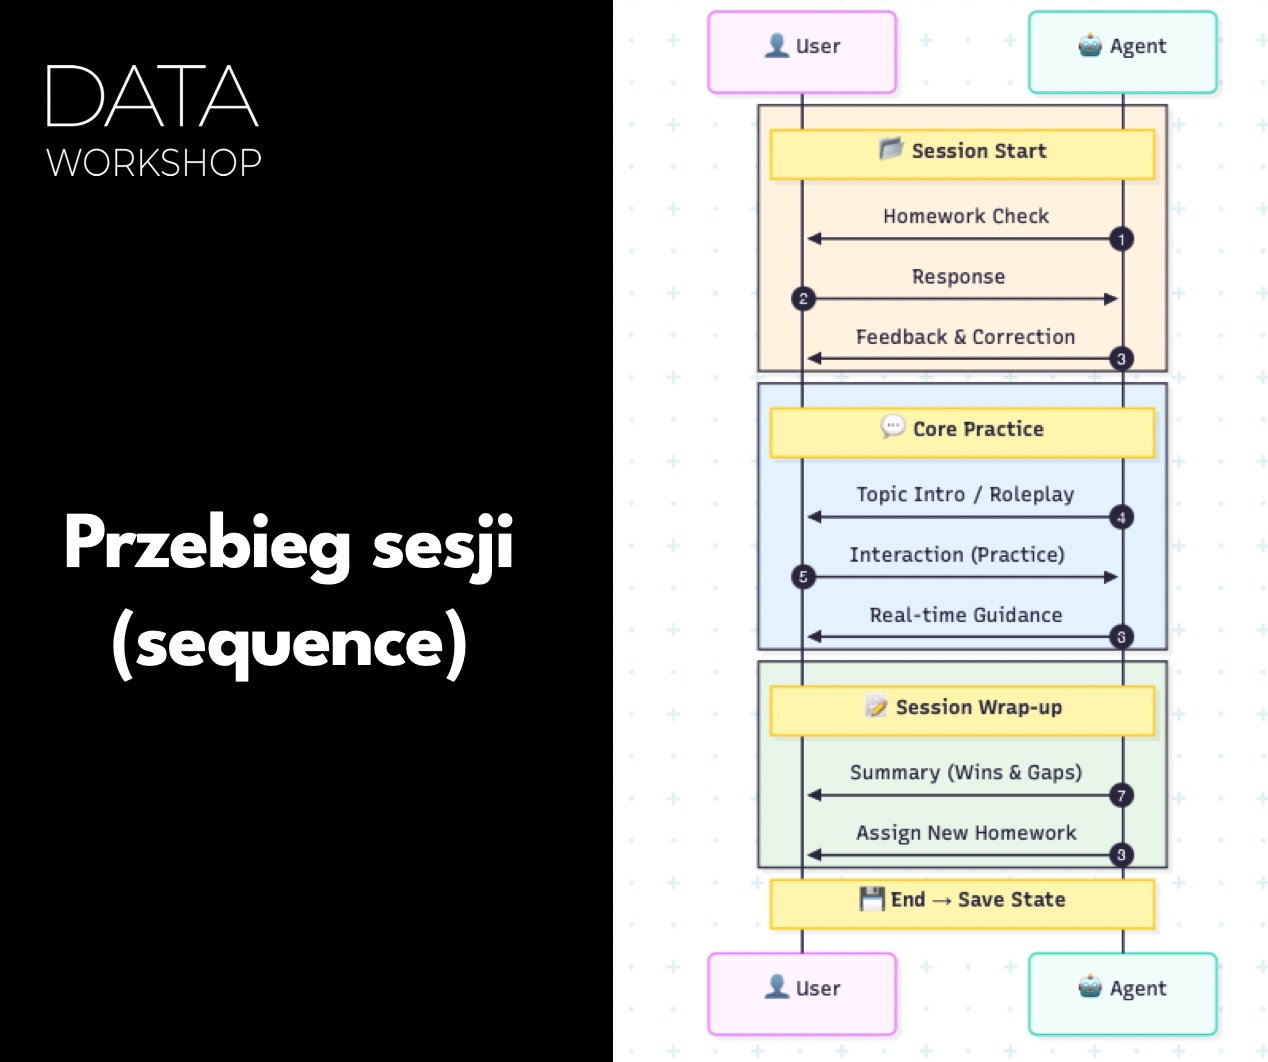 DATA
WORKSHOP
Przebieg sesji
(sequence)
User
Agent
Session Start
Homework Check
1
Response
2
Feedback & Correction
3
Core Practice
Topic Intro / Roleplay
4
Interaction (Practice)
5
Real-time Guidance
Session Wrap-up
Summary (Wins & Gaps)
7
Assign New Homework
End → Save State
User
Agent